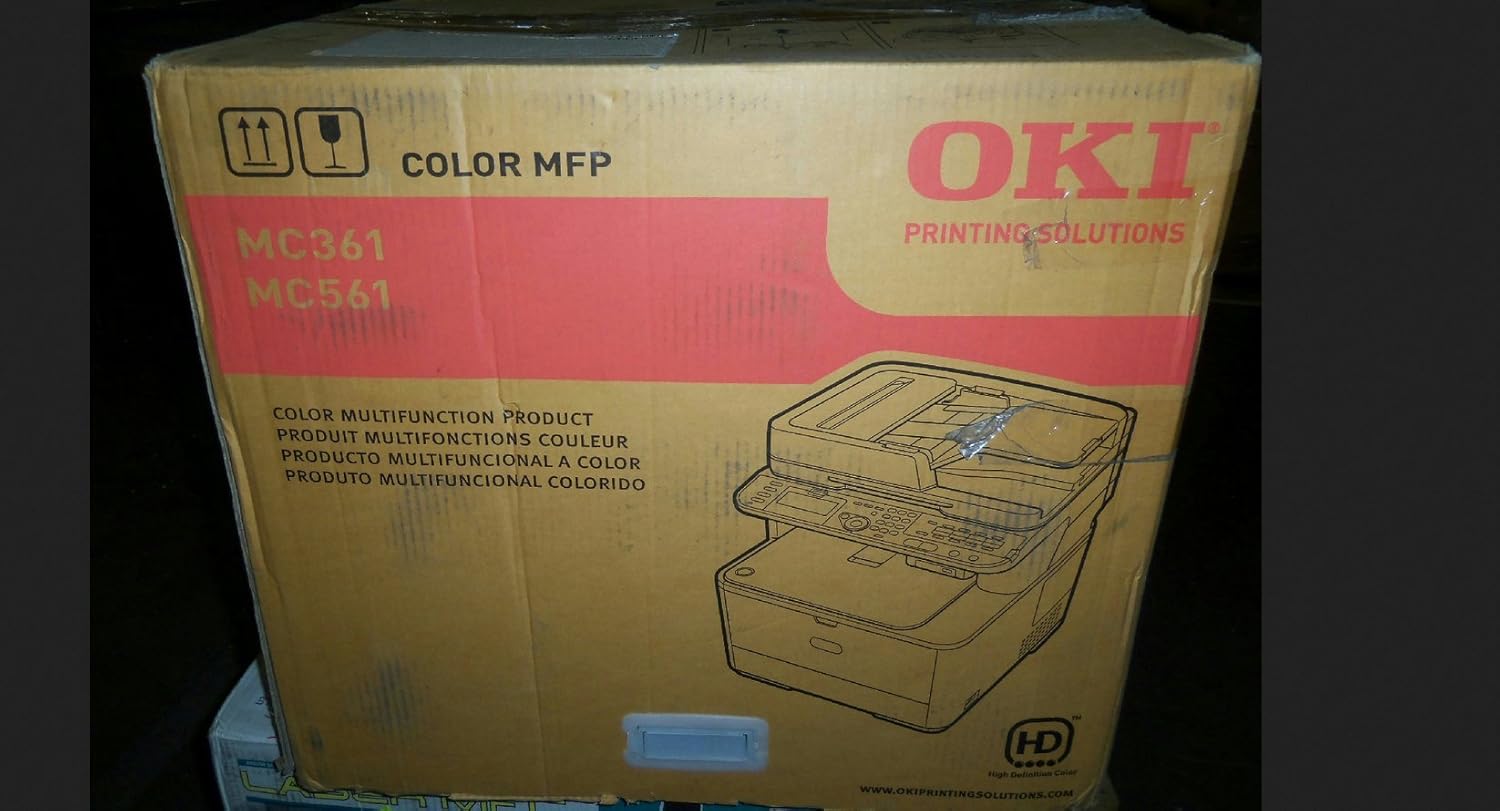 COLOR MFP
OKI®
PRINTING SOLUTIONS
MC361
MC561
COLOR MULTIFUNCTION PRODUCT
PRODUIT MULTIFONCTIONS COULEUR
PRODUCTO MULTIFUNCIONAL A COLOR
PRODUTO MULTIFUNCIONAL COLORIDO
HD™
High Definition Color
WWW.OKIPRINTINGSOLUTIONS.COM